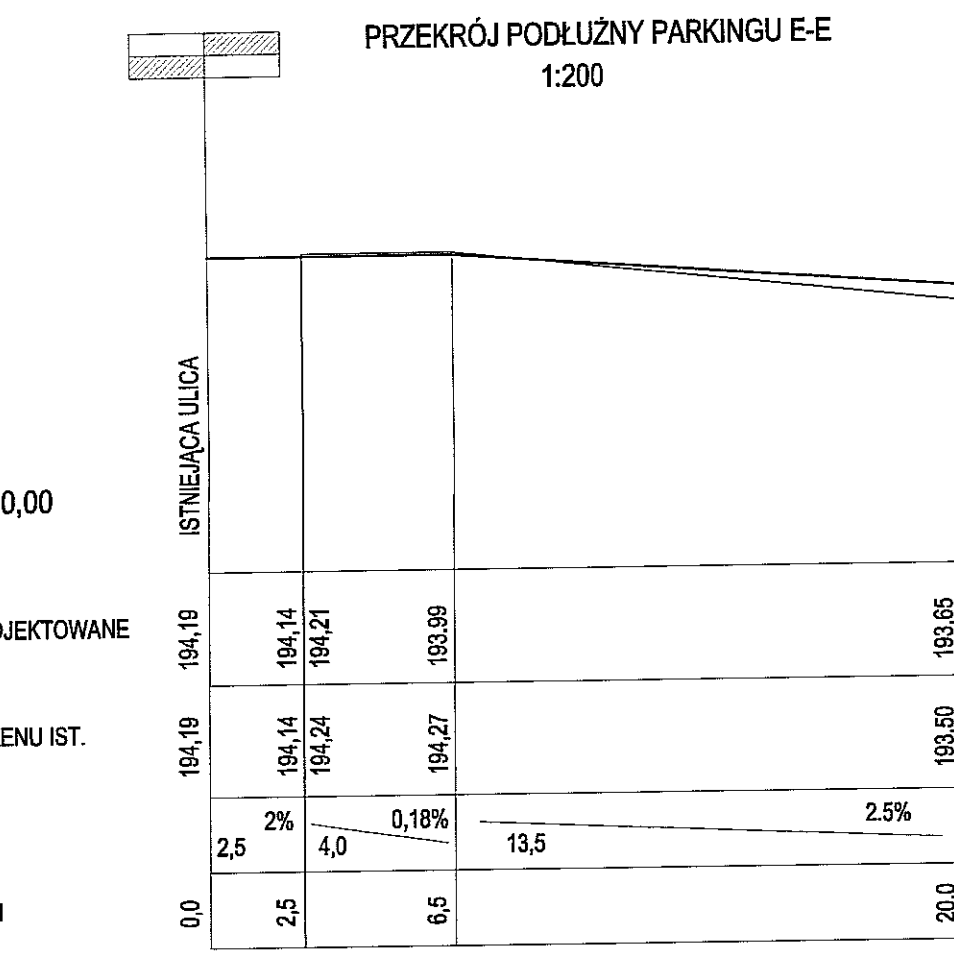 PRZEKRÓJ PODŁUŻNY PARKINGU E-E
1:200
ISTNIEJĄCA ULICA
0,00
OJEKTOWANE
194,19 194,14 194,21 193.99 193.65
ENU IST.
194,19 194,14 194,24 194,27 193.50
2% 0,18% 2.5%
2,5 4,0 13,5
0,0 2,5 6,5 20.0